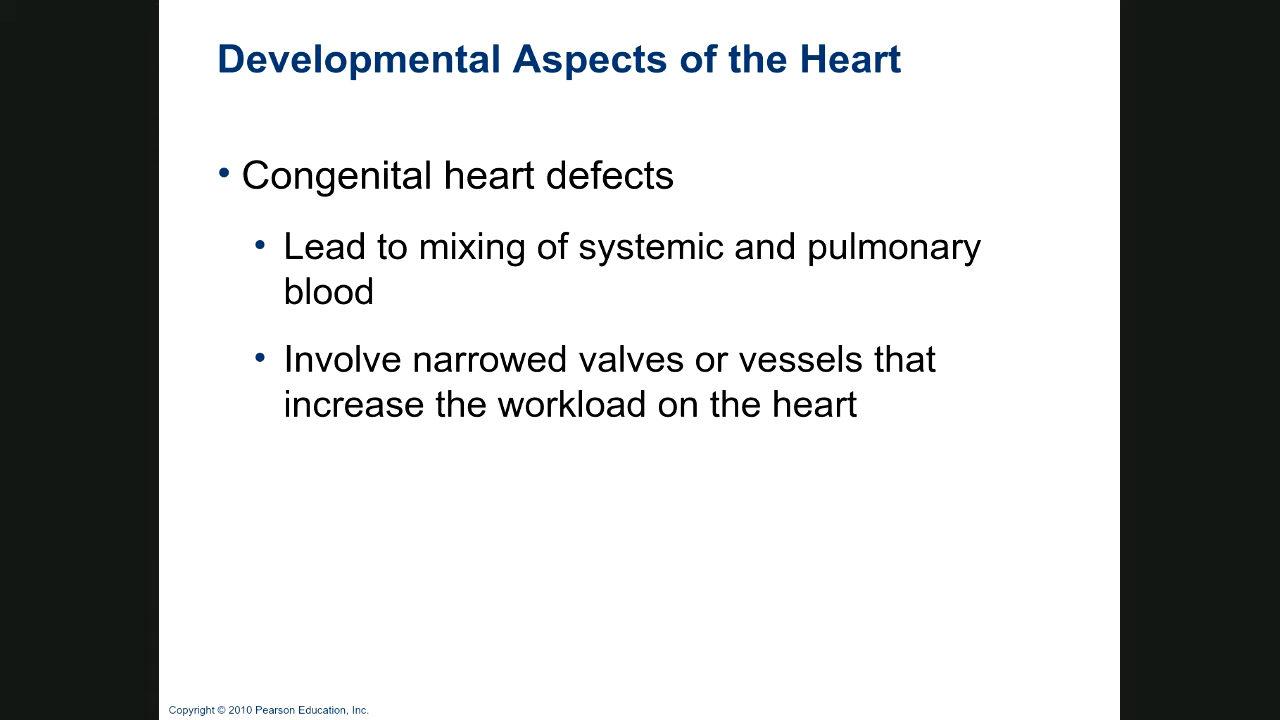 Developmental Aspects of the Heart
• Congenital heart defects
• Lead to mixing of systemic and pulmonary
blood
• Involve narrowed valves or vessels that
increase the workload on the heart
Copyright © 2010 Pearson Education, Inc.